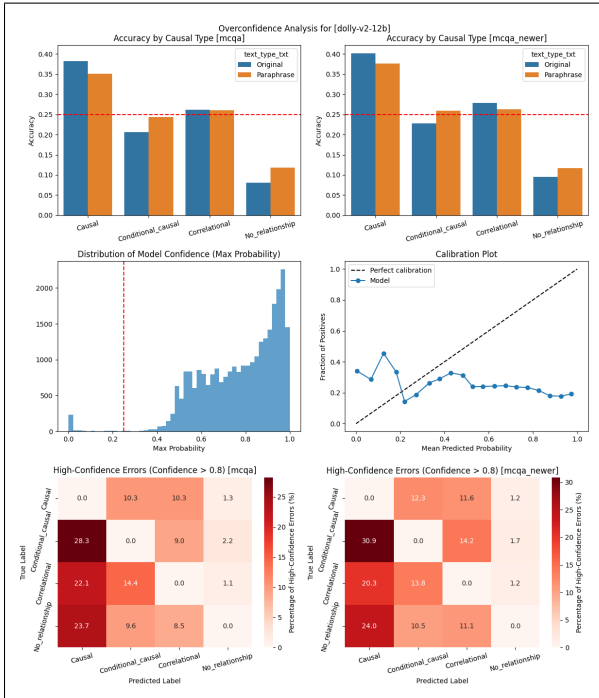 Overconfidence Analysis for [dolly-v2-12b]
Accuracy by Causal Type [mcqa]
Accuracy
0.40
0.35
0.30
0.25
0.20
0.15
0.10
0.05
0.00
text_type_txt
Original
Paraphrase
Causal
Conditional_causal
Correlational
No_relationship
Accuracy by Causal Type [mcqa_newer]
Accuracy
0.40
0.35
0.30
0.25
0.20
0.15
0.10
0.05
0.00
text_type_txt
Original
Paraphrase
Causal
Conditional_causal
Correlational
No_relationship
Distribution of Model Confidence (Max Probability)
2000
1500
1000
500
0
0.0 0.2 0.4 0.6 0.8 1.0
Max Probability
Calibration Plot
Fraction of Positives
1.0
0.8
0.6
0.4
0.2
0.0
Perfect calibration
Model
0.0 0.2 0.4 0.6 0.8 1.0
Mean Predicted Probability
High-Confidence Errors (Confidence > 0.8) [mcqa]
True Label
Causal
Conditional_causal
Correlational
No_relationship
0.0 10.3 10.3 1.3
28.3 0.0 9.0 2.2
22.1 14.4 0.0 1.1
23.7 9.6 8.5 0.0
Causal
Conditional_causal
Correlational
No_relationship
Predicted Label
25
20
15
10
5
0
Percentage of High-Confidence Errors (%)
High-Confidence Errors (Confidence > 0.8) [mcqa_newer]
True Label
Causal
Conditional_causal
Correlational
No_relationship
0.0 12.3 11.6 1.2
30.9 0.0 14.2 1.7
20.3 13.8 0.0 1.2
24.0 10.5 11.1 0.0
Causal
Conditional_causal
Correlational
No_relationship
Predicted Label
30
25
20
15
10
5
0
Percentage of High-Confidence Errors (%)